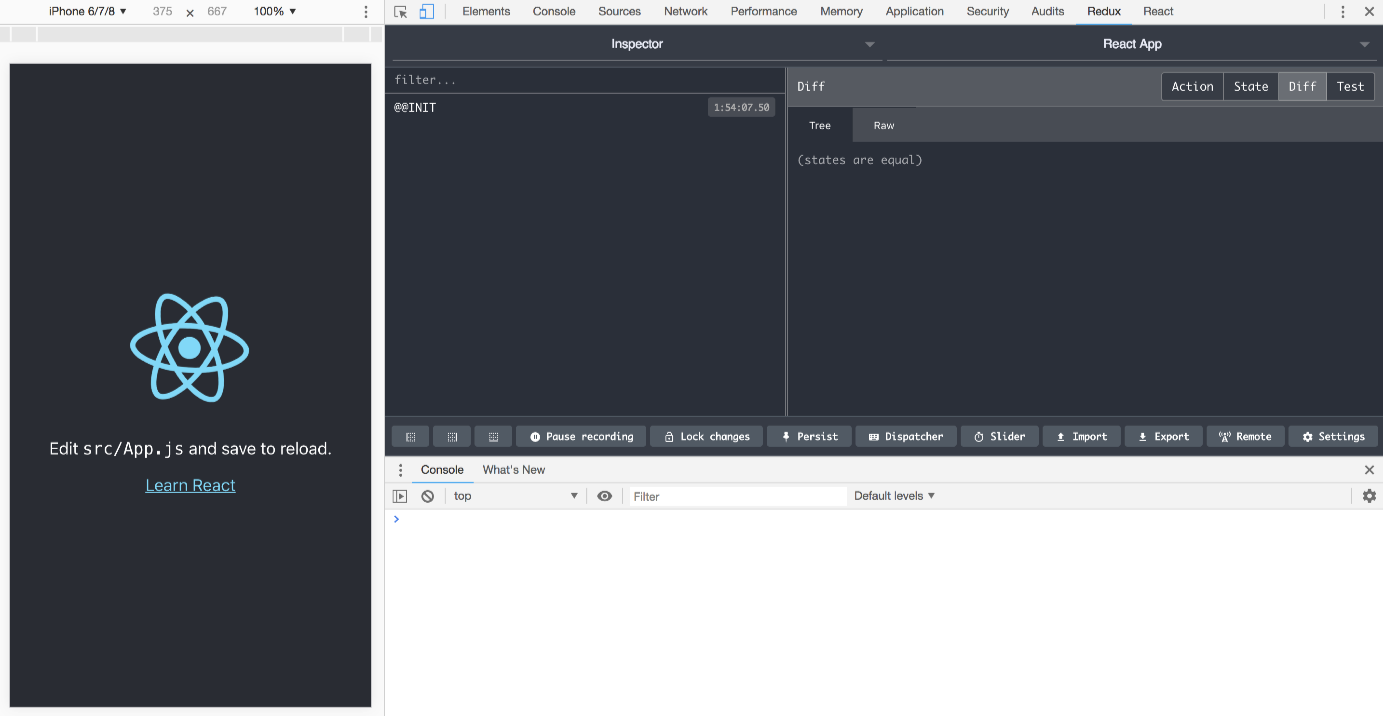 iPhone 6/7/8 ▼ 375 × 667 100% ▼
Elements Console Sources Network Performance Memory Application Security Audits Redux React
Inspector React App
filter...
@@INIT 1:54:07.50
Diff Action State Diff Test
Tree Raw
(states are equal)
Edit src/App.js and save to reload.
Learn React
Pause recording Lock changes Persist Dispatcher Slider Import Export Remote Settings
Console What's New
top ▼ Filter Default levels ▼
>